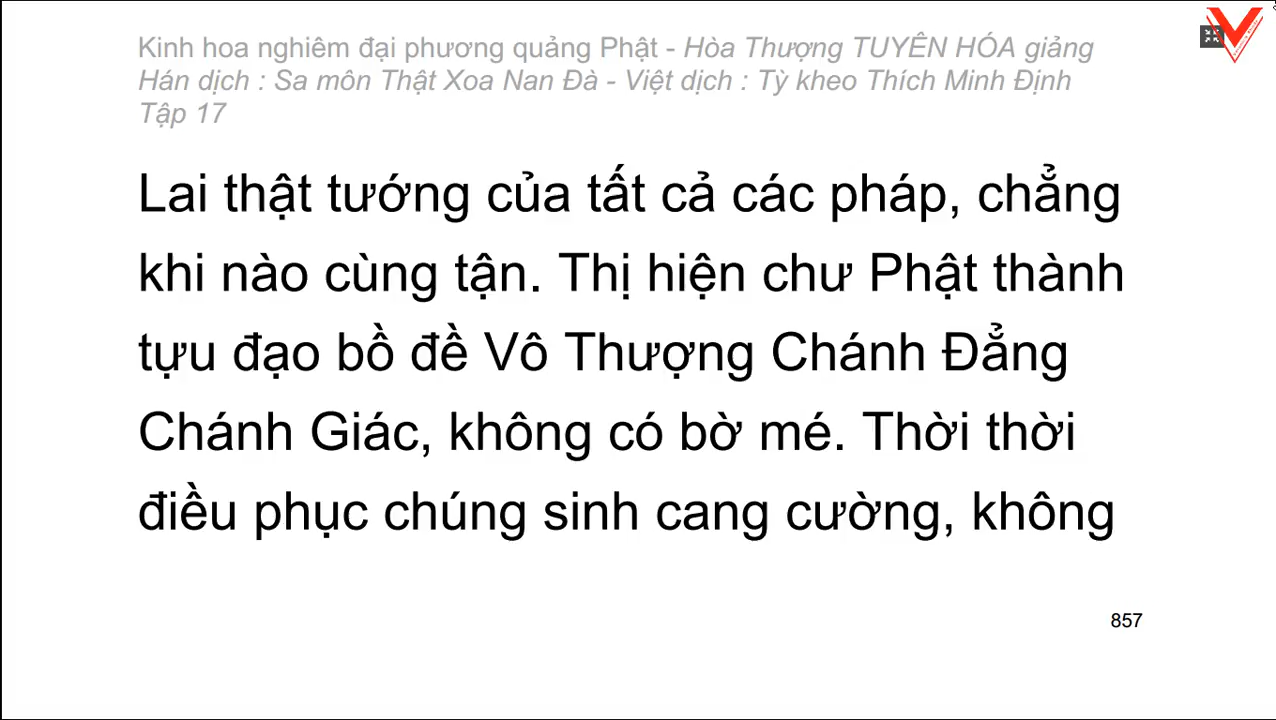 Kinh hoa nghiêm đại phương quảng Phật - Hòa Thượng TUYÊN HÓA giảng
Hán dịch : Sa môn Thật Xoa Nan Đà - Việt dịch : Tỳ kheo Thích Minh Định
Tập 17
Lai thật tướng của tất cả các pháp, chẳng
khi nào cùng tận. Thị hiện chư Phật thành
tựu đạo bồ đề Vô Thượng Chánh Đẳng
Chánh Giác, không có bờ mé. Thời thời
điều phục chúng sinh cang cường, không
857